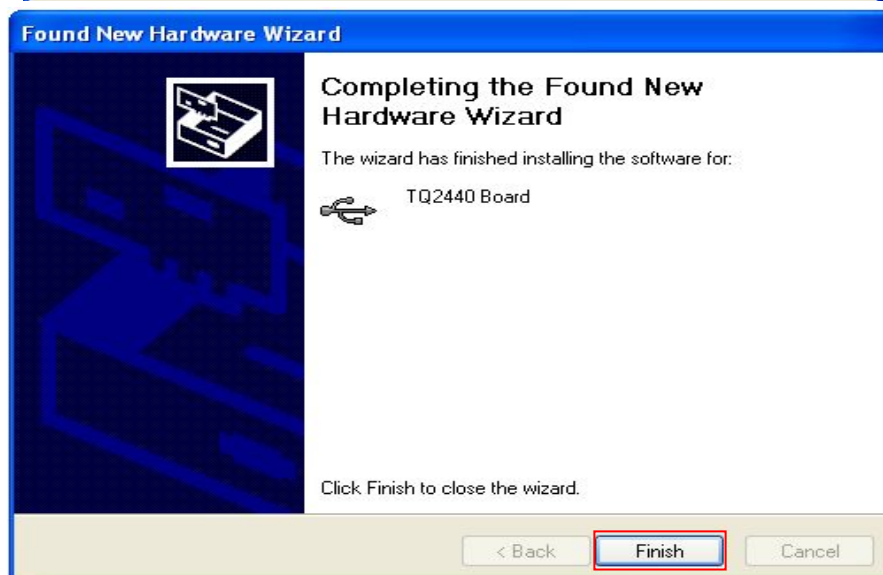 Found New Hardware Wizard
Completing the Found New
Hardware Wizard
The wizard has finished installing the software for:
TQ2440 Board
Click Finish to close the wizard.
< Back
Finish
Cancel